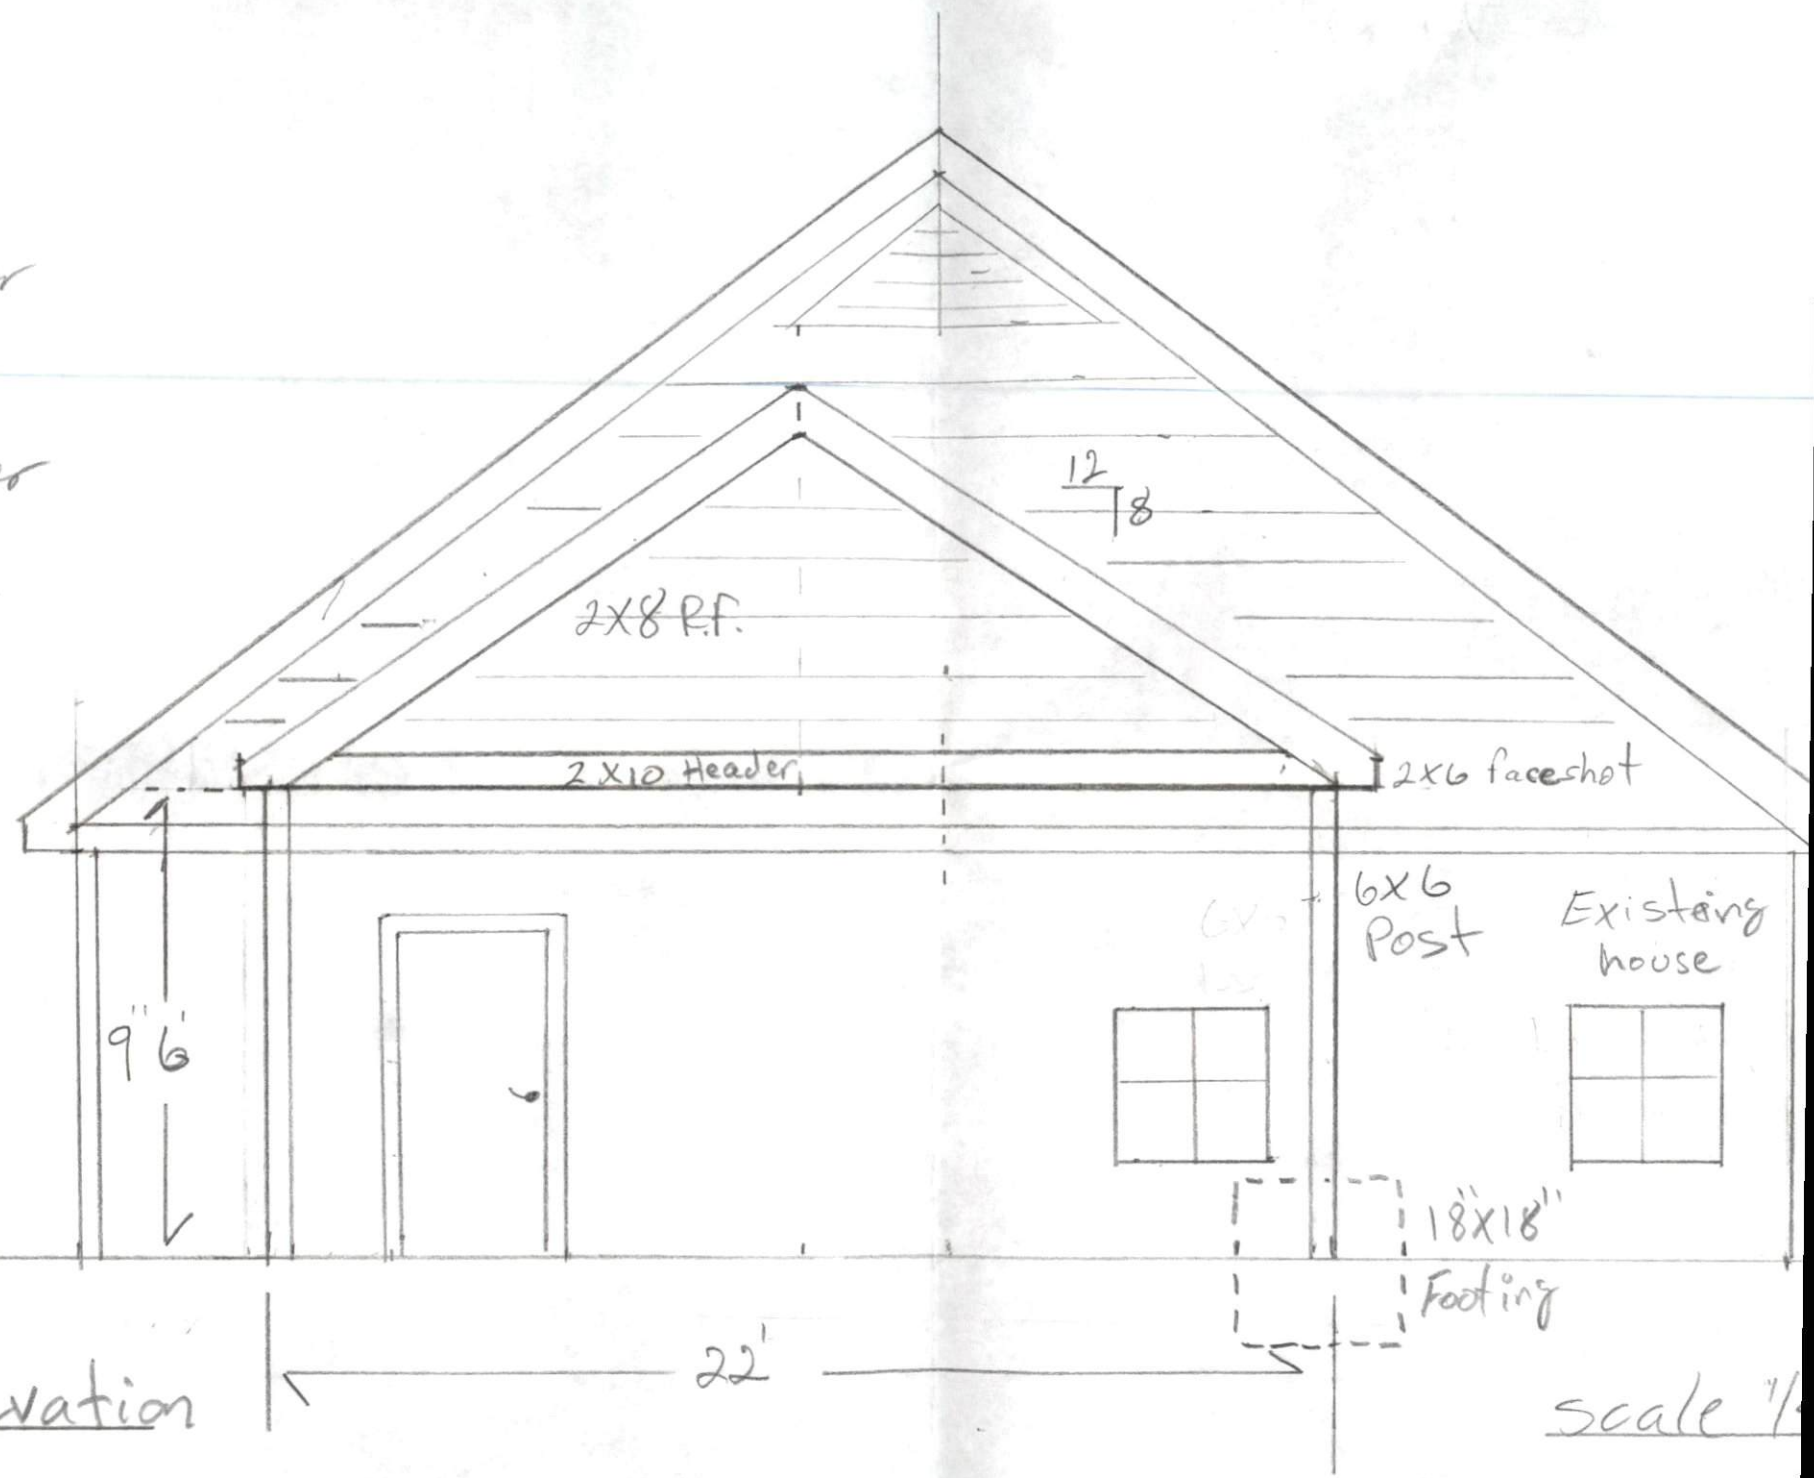 12
8
2X8 R.F.
2X10 Header
2X6 faceshot
6X6
Post
Existing
house
9" 6'
18"X18"
Footing
22'
vation
scale